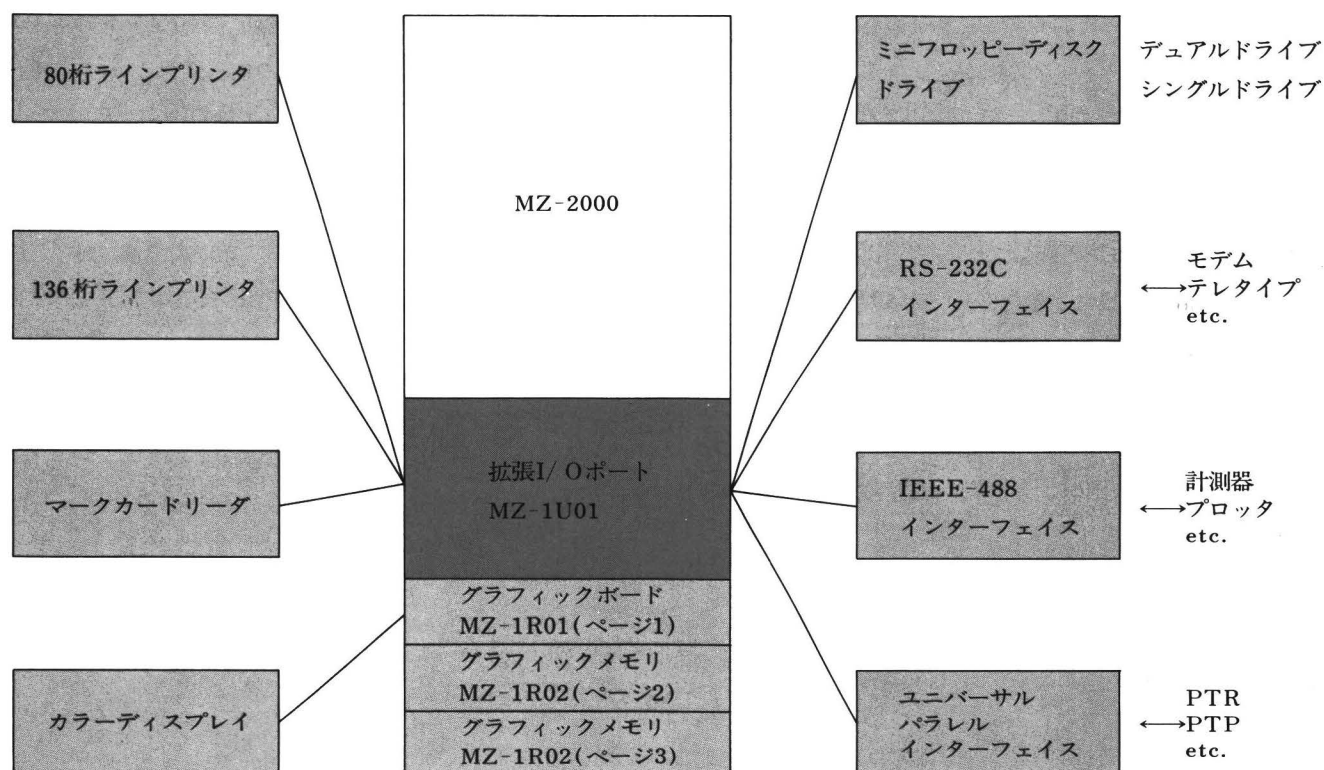 80桁ラインプリンタ
136桁ラインプリンタ
マークカードリーダ
カラーディスプレイ
MZ-2000
拡張I/Oポート
MZ-1U01
グラフィックボード
MZ-1R01(ページ1)
グラフィックメモリ
MZ-1R02(ページ2)
グラフィックメモリ
MZ-1R02(ページ3)
ミニフロッピーディスク
ドライブ
デュアルドライブ
シングルドライブ
RS-232C
インターフェイス
モデム
←→テレタイプ
etc.
IEEE-488
インターフェイス
計測器
←→プロッタ
etc.
ユニバーサル
パラレル
インターフェイス
PTR
←→PTP
etc.